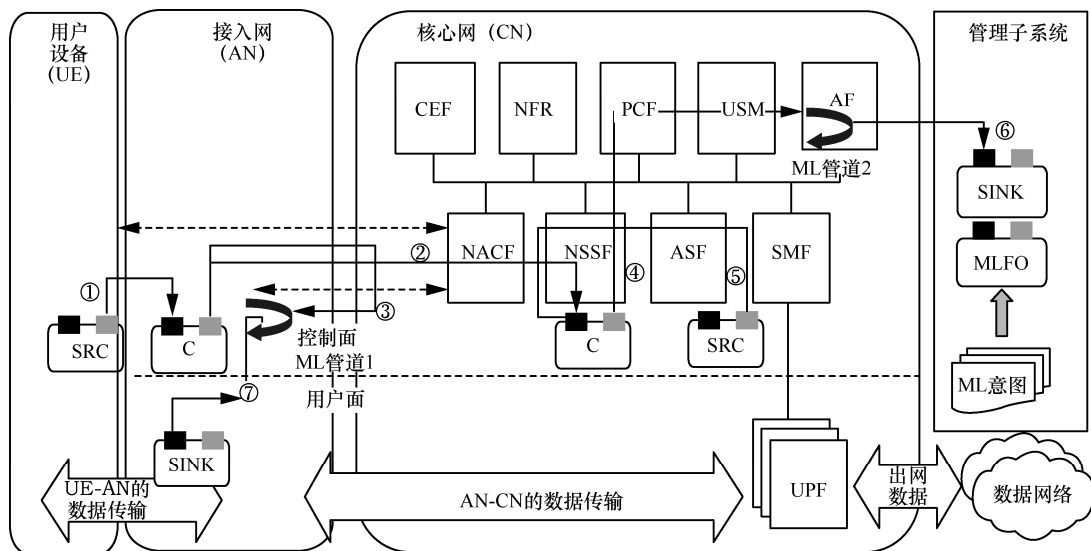 用户
设备
(UE)
接入网
(AN)
核心网(CN)
管理子系统
CEF
NFR
PCF
USM
AF
⑥
ML管道2
SINK
NACF
NSSF
ASF
SMF
MLFO
②
④
⑤
①
③
控制面
ML管道1
SRC
C
C
SRC
ML意图
⑦
用户面
SINK
UE-AN的
数据传输
AN-CN的数据传输
UPF
出网
数据
数据网络